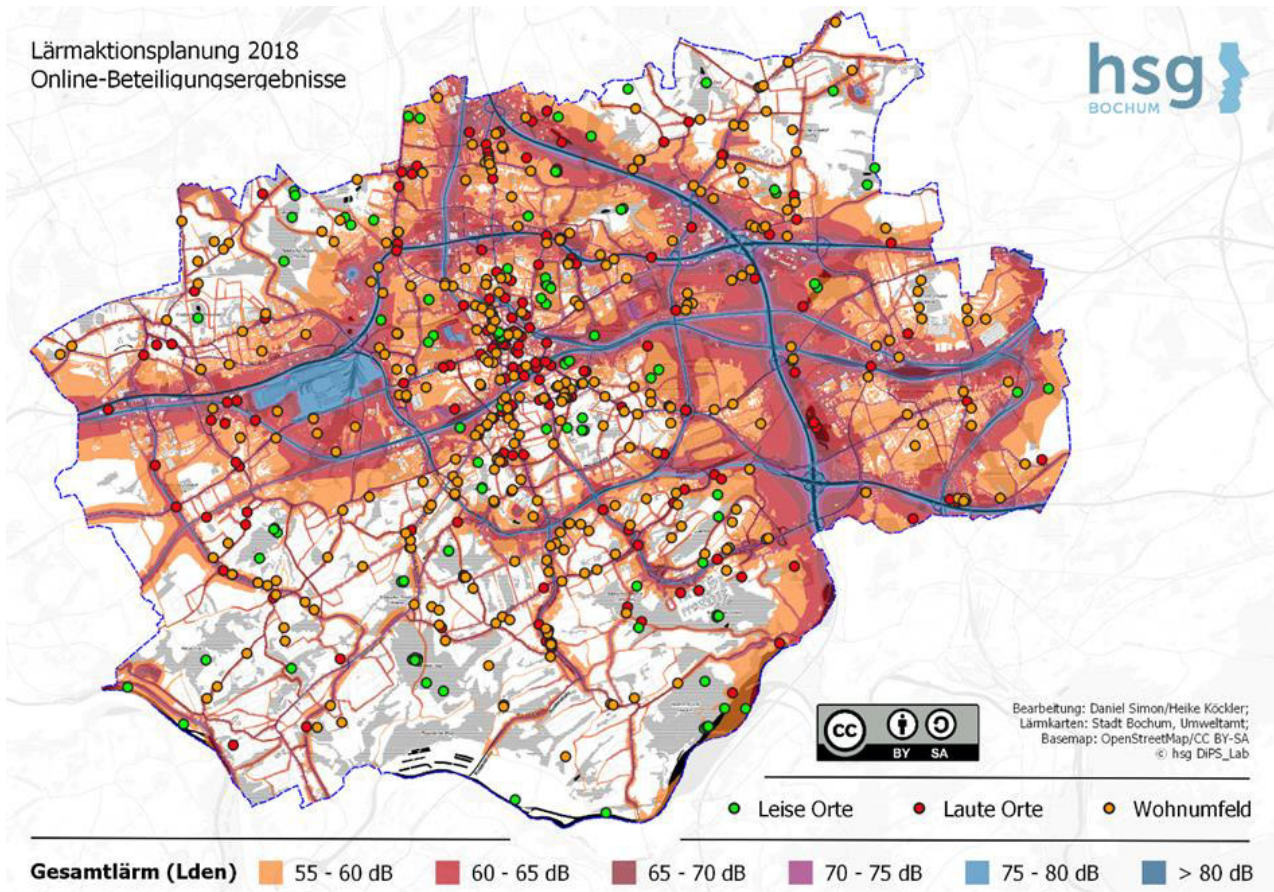 Lärmaktionsplanung 2018
Online-Beteiligungsergebnisse
hsg
BOCHUM
cc
BY SA
Bearbeitung: Daniel Simon/Heike Köckler;
Lärmkarten: Stadt Bochum, Umweltamt;
Basemap: OpenStreetMap/CC BY-SA
© hsg DiPS_Lab
Leise Orte Laute Orte Wohnumfeld
Gesamtlärm (Lden) 55 - 60 dB 60 - 65 dB 65 - 70 dB 70 - 75 dB 75 - 80 dB > 80 dB